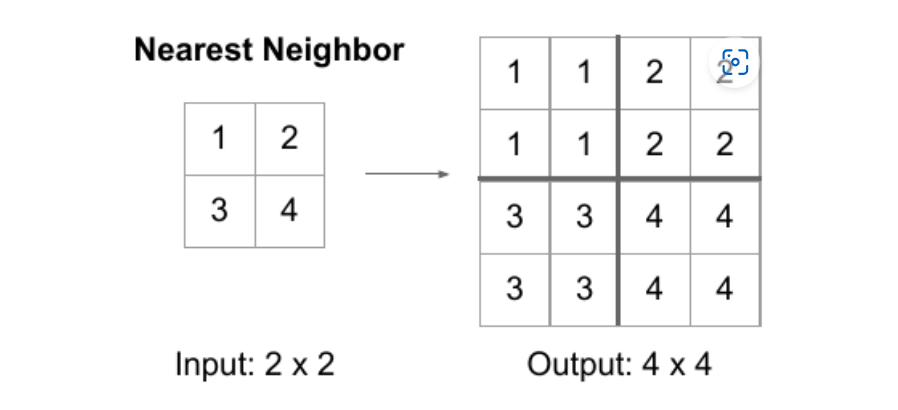 Nearest Neighbor
1 2
3 4
1 1 2 2
1 1 2 2
3 3 4 4
3 3 4 4
Input: 2 x 2
Output: 4 x 4